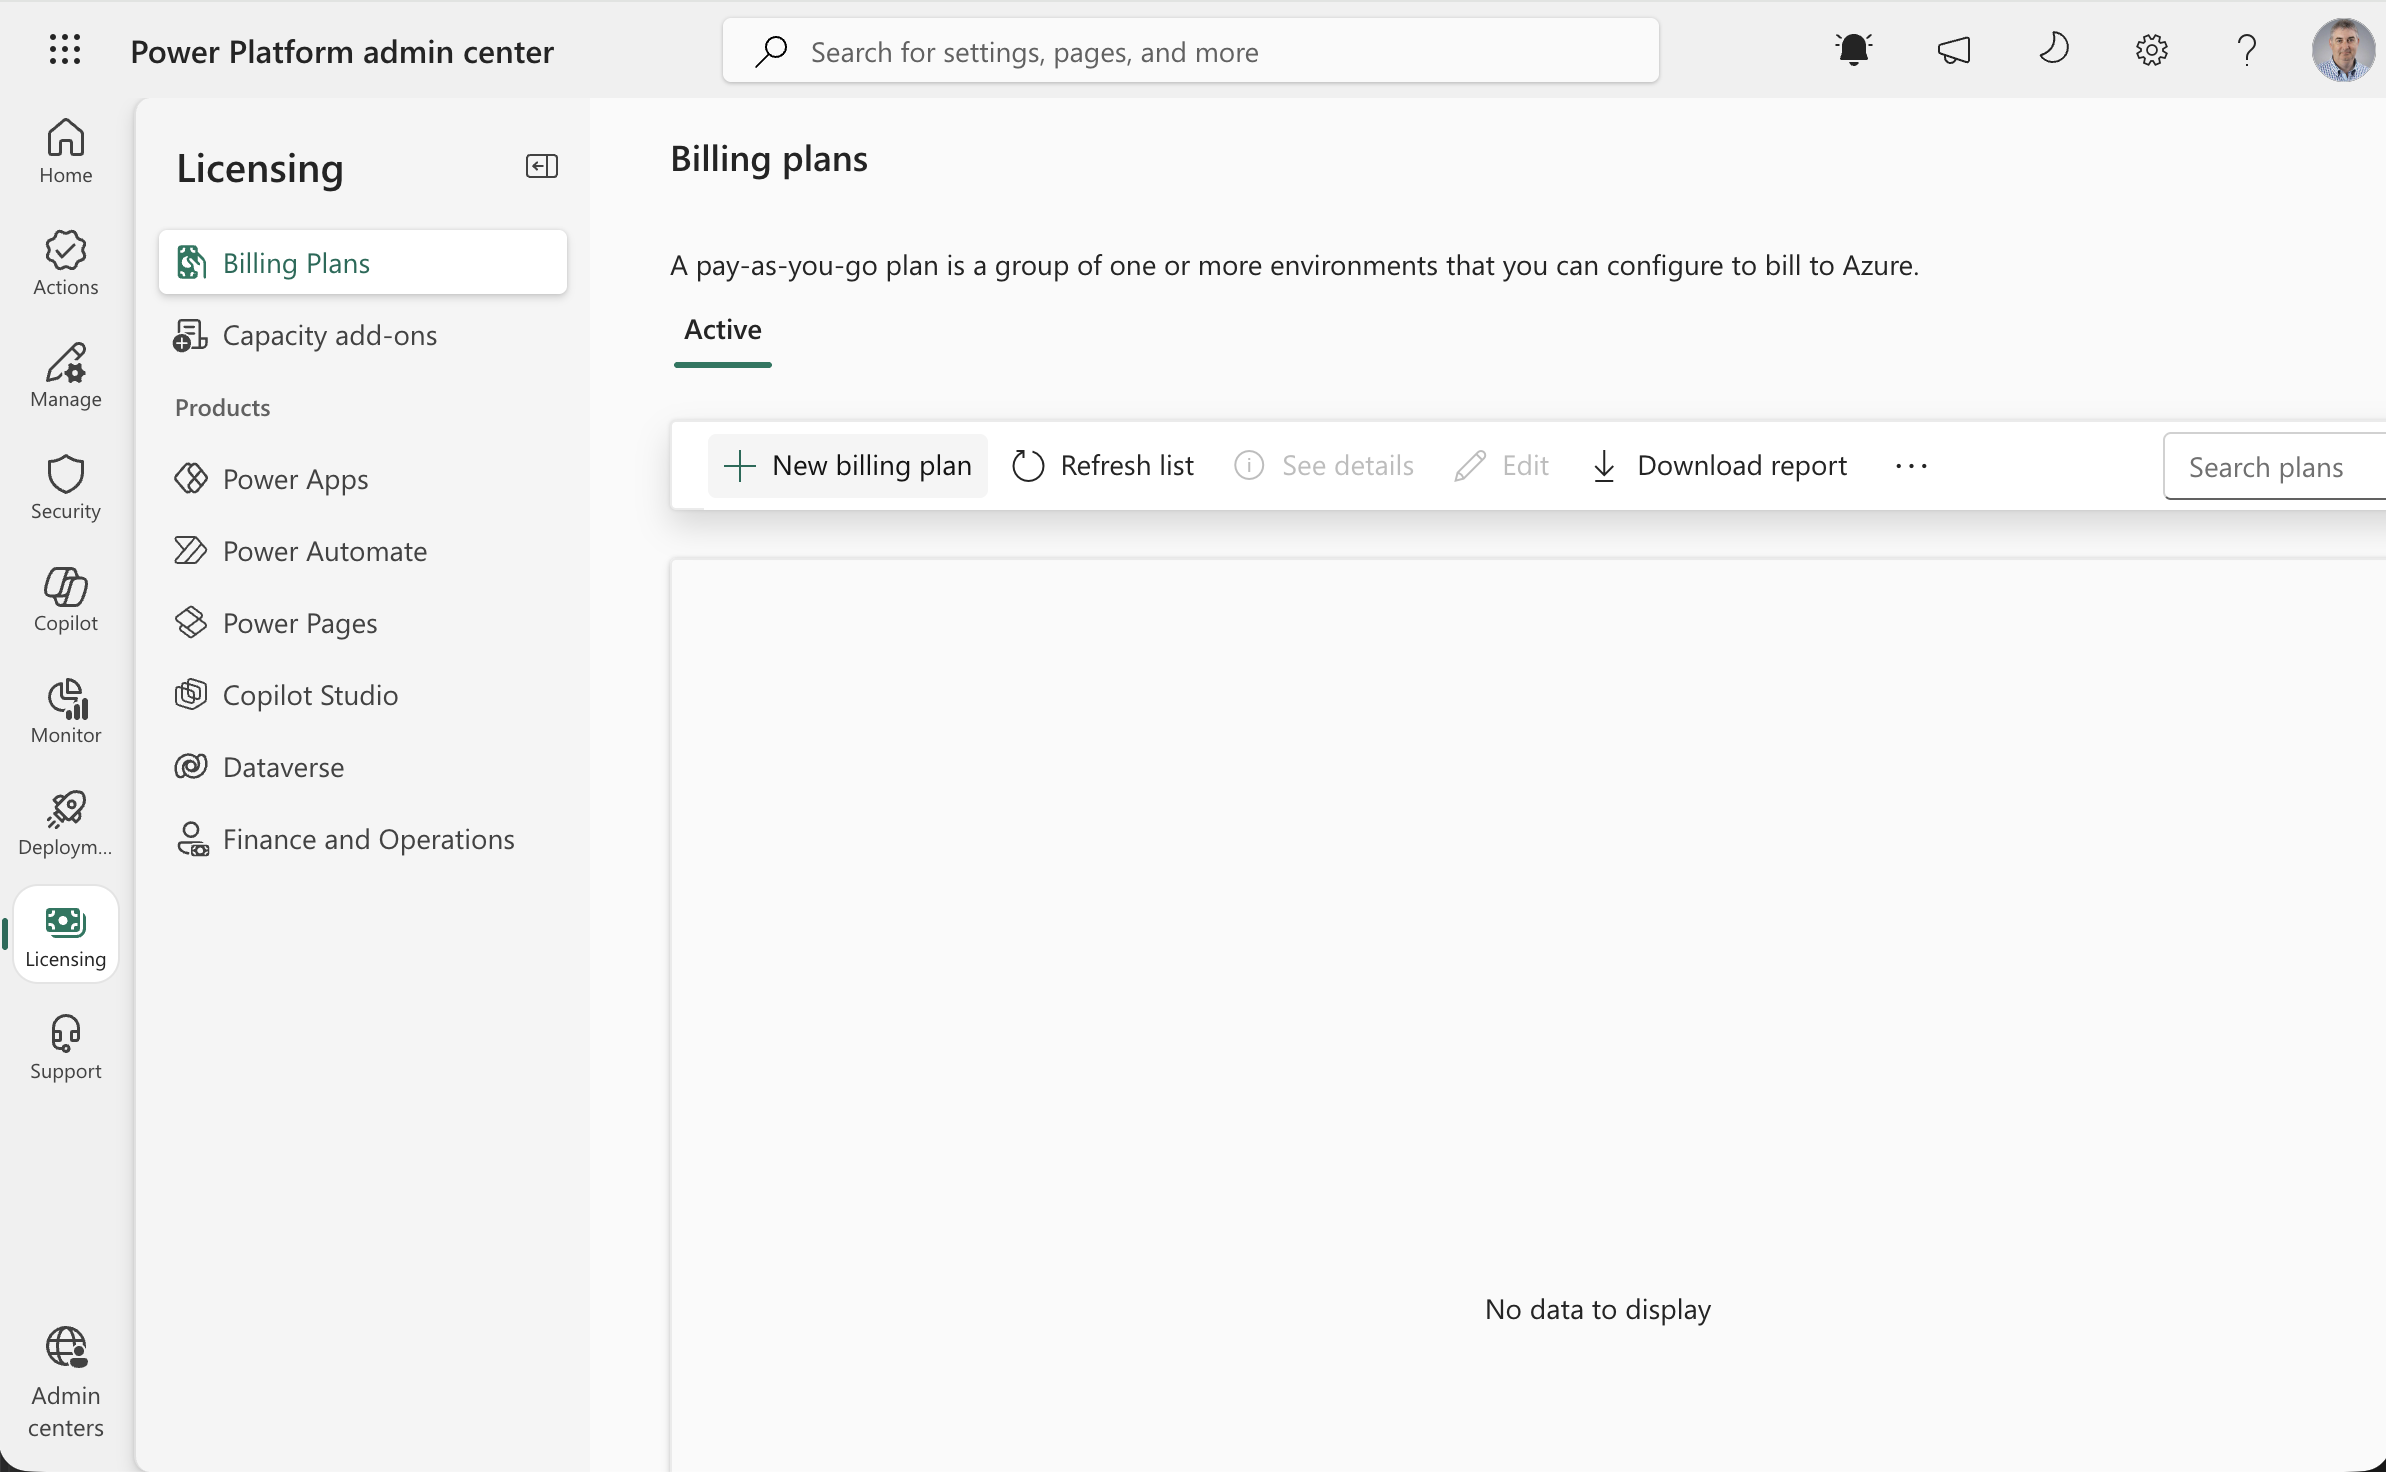 Power Platform admin center
Search for settings, pages, and more
Home
Actions
Manage
Security
Copilot
Monitor
Deploym...
Licensing
Support
Admin
centers
Licensing
Billing Plans
Capacity add-ons
Products
Power Apps
Power Automate
Power Pages
Copilot Studio
Dataverse
Finance and Operations
Billing plans
A pay-as-you-go plan is a group of one or more environments that you can configure to bill to Azure.
Active
New billing plan
Refresh list
See details
Edit
Download report
Search plans
No data to display